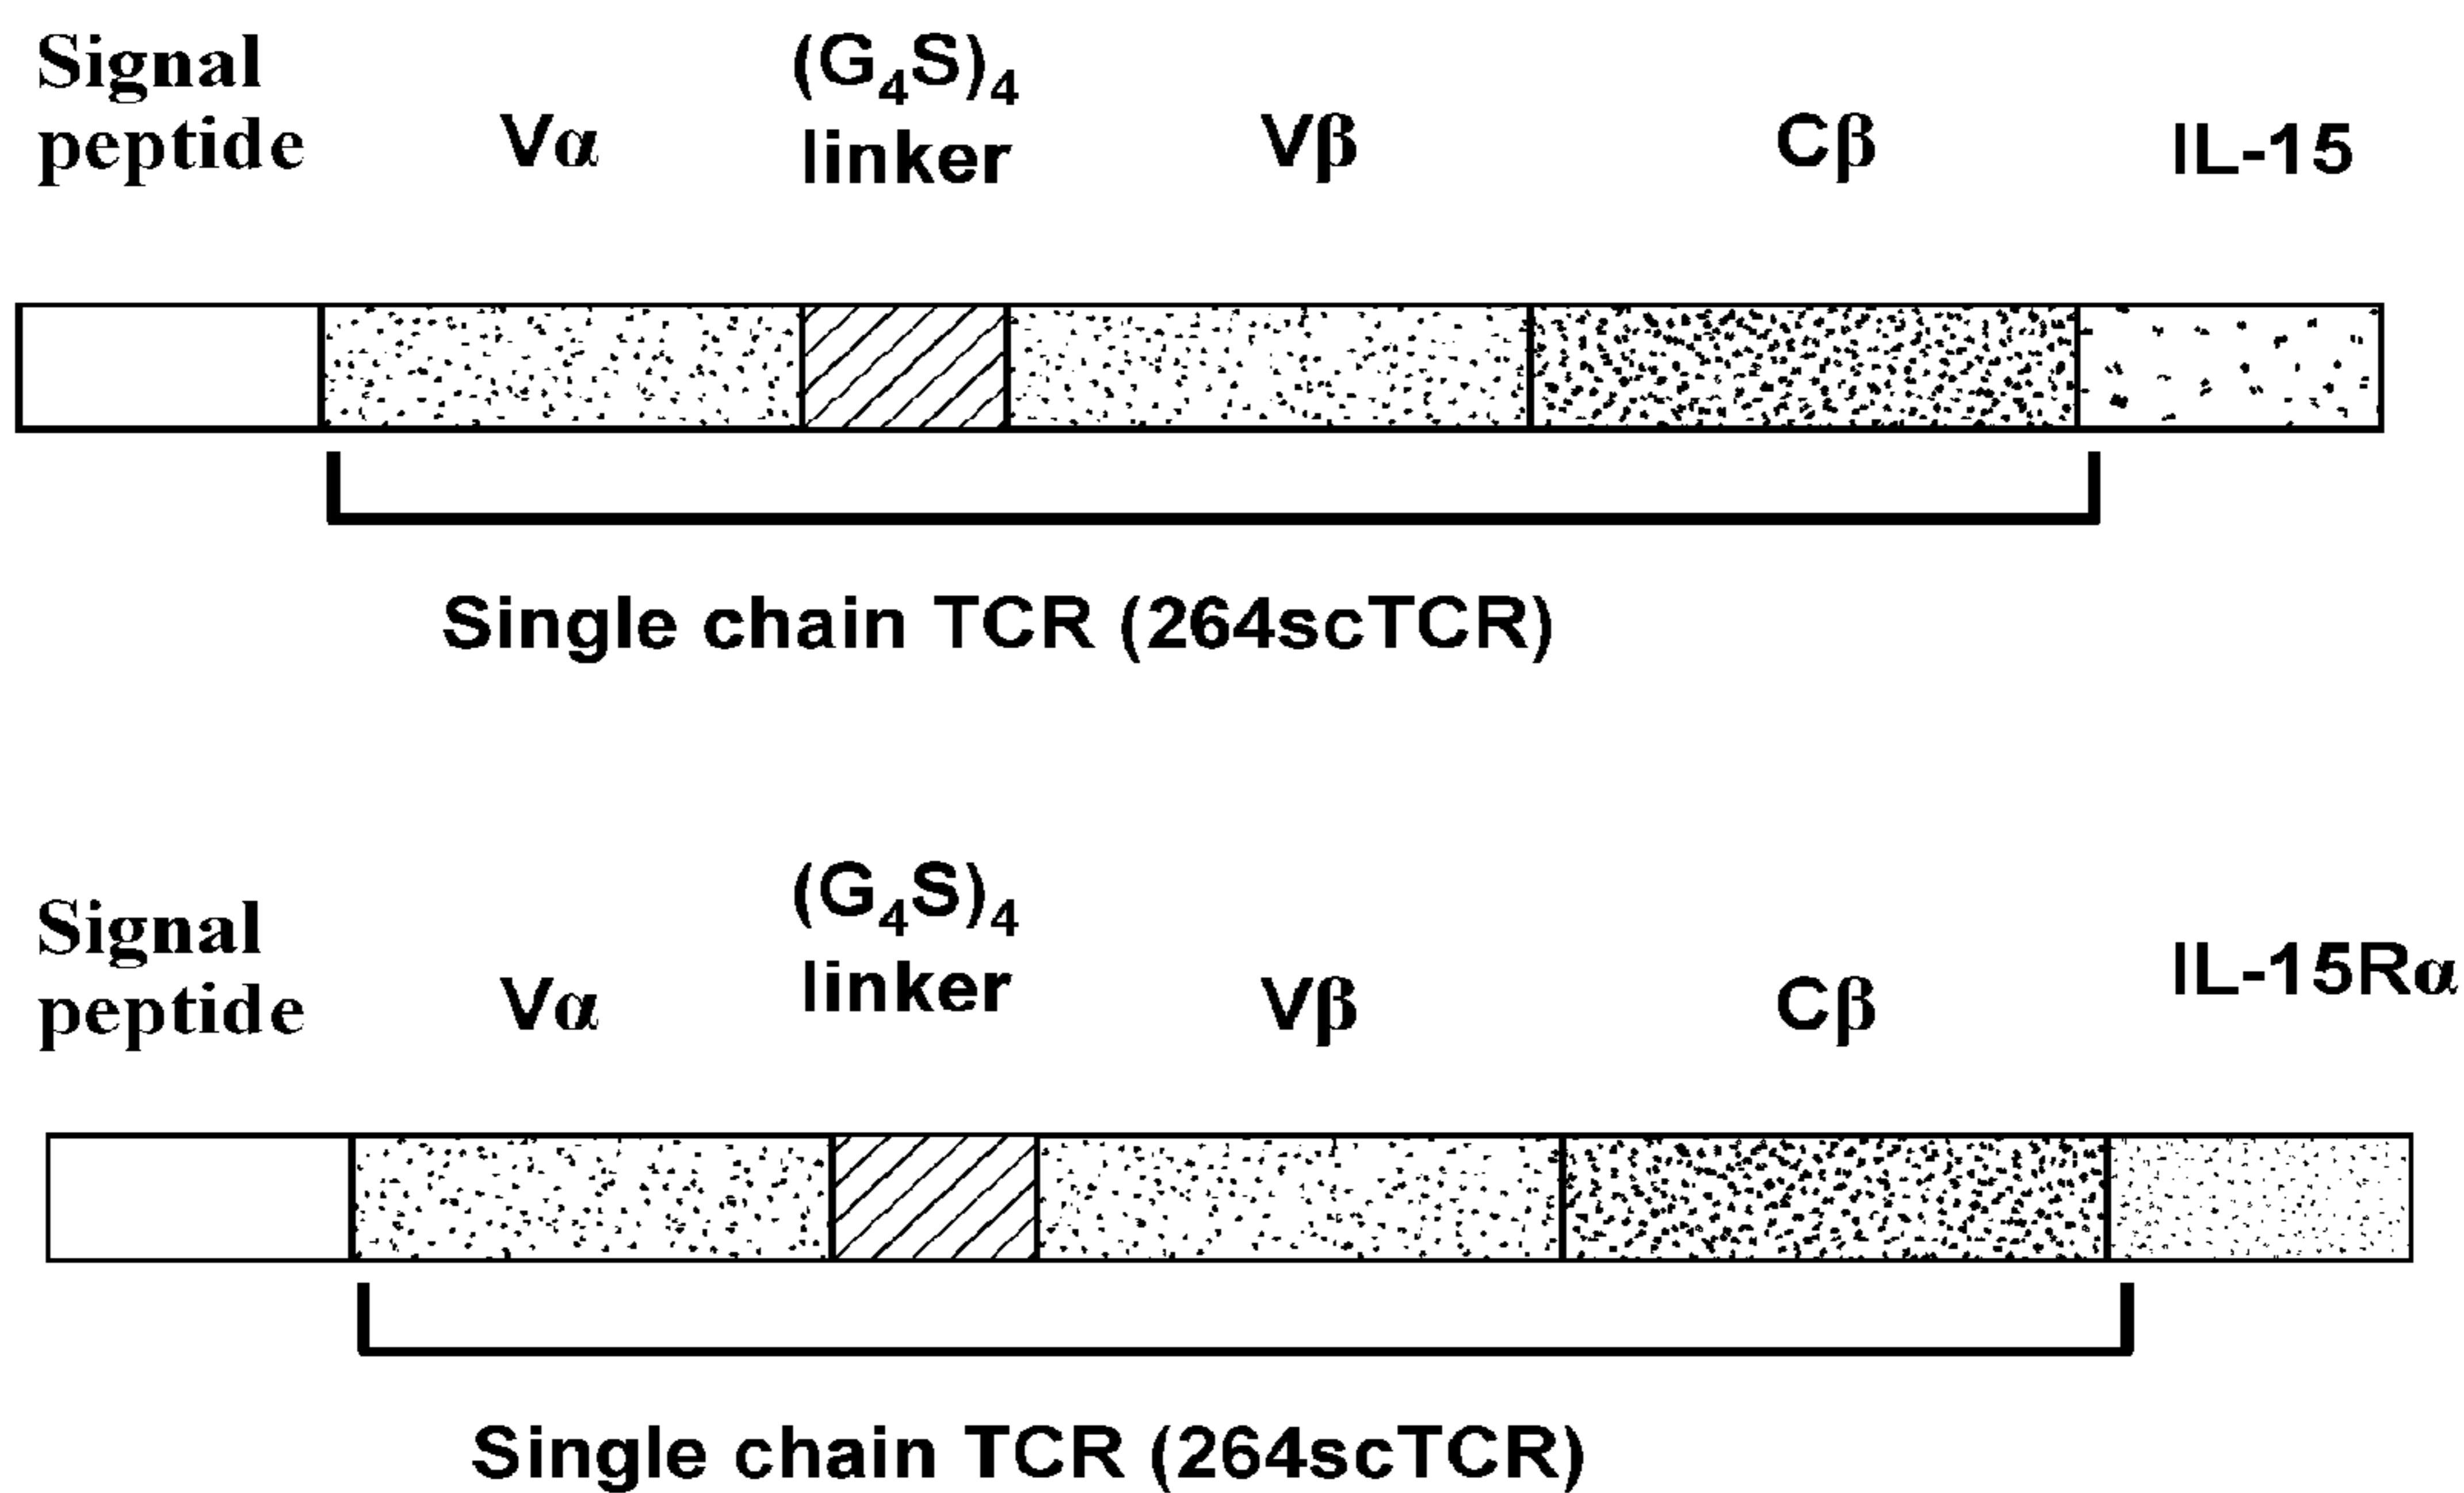 Signal
peptide
Vα
(G₄S)₄
linker
Vβ
Cβ
IL-15
Single chain TCR (264scTCR)
Signal
peptide
Vα
(G₄S)₄
linker
Vβ
Cβ
IL-15Rα
Single chain TCR (264scTCR)